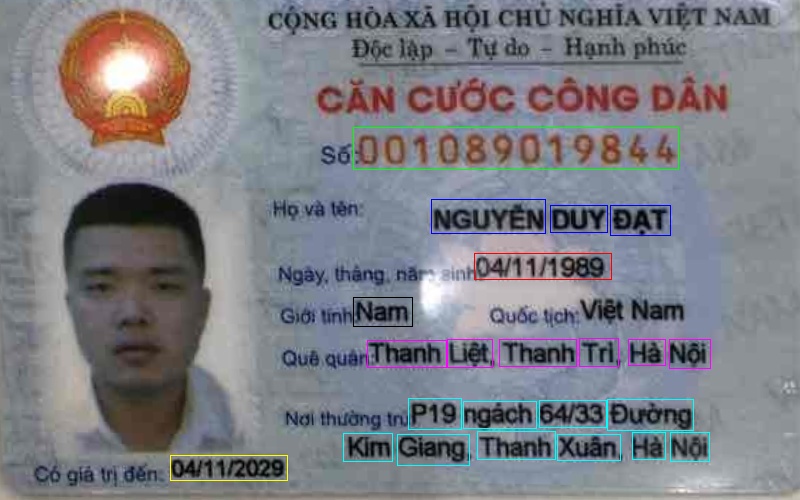 CỘNG HÒA XÃ HỘI CHỦ NGHĨA VIỆT NAM
Độc lập - Tự do - Hạnh phúc
CĂN CƯỚC CÔNG DÂN
Số: 001089019844
Họ và tên: NGUYỄN DUY ĐẠT
Ngày, tháng, năm sinh: 04/11/1989
Giới tính: Nam Quốc tịch: Việt Nam
Quê quán: Thanh Liệt, Thanh Trì, Hà Nội
Nơi thường trú: P19 ngách 64/33 Đường
Kim Giang, Thanh Xuân, Hà Nội
Có giá trị đến: 04/11/2029